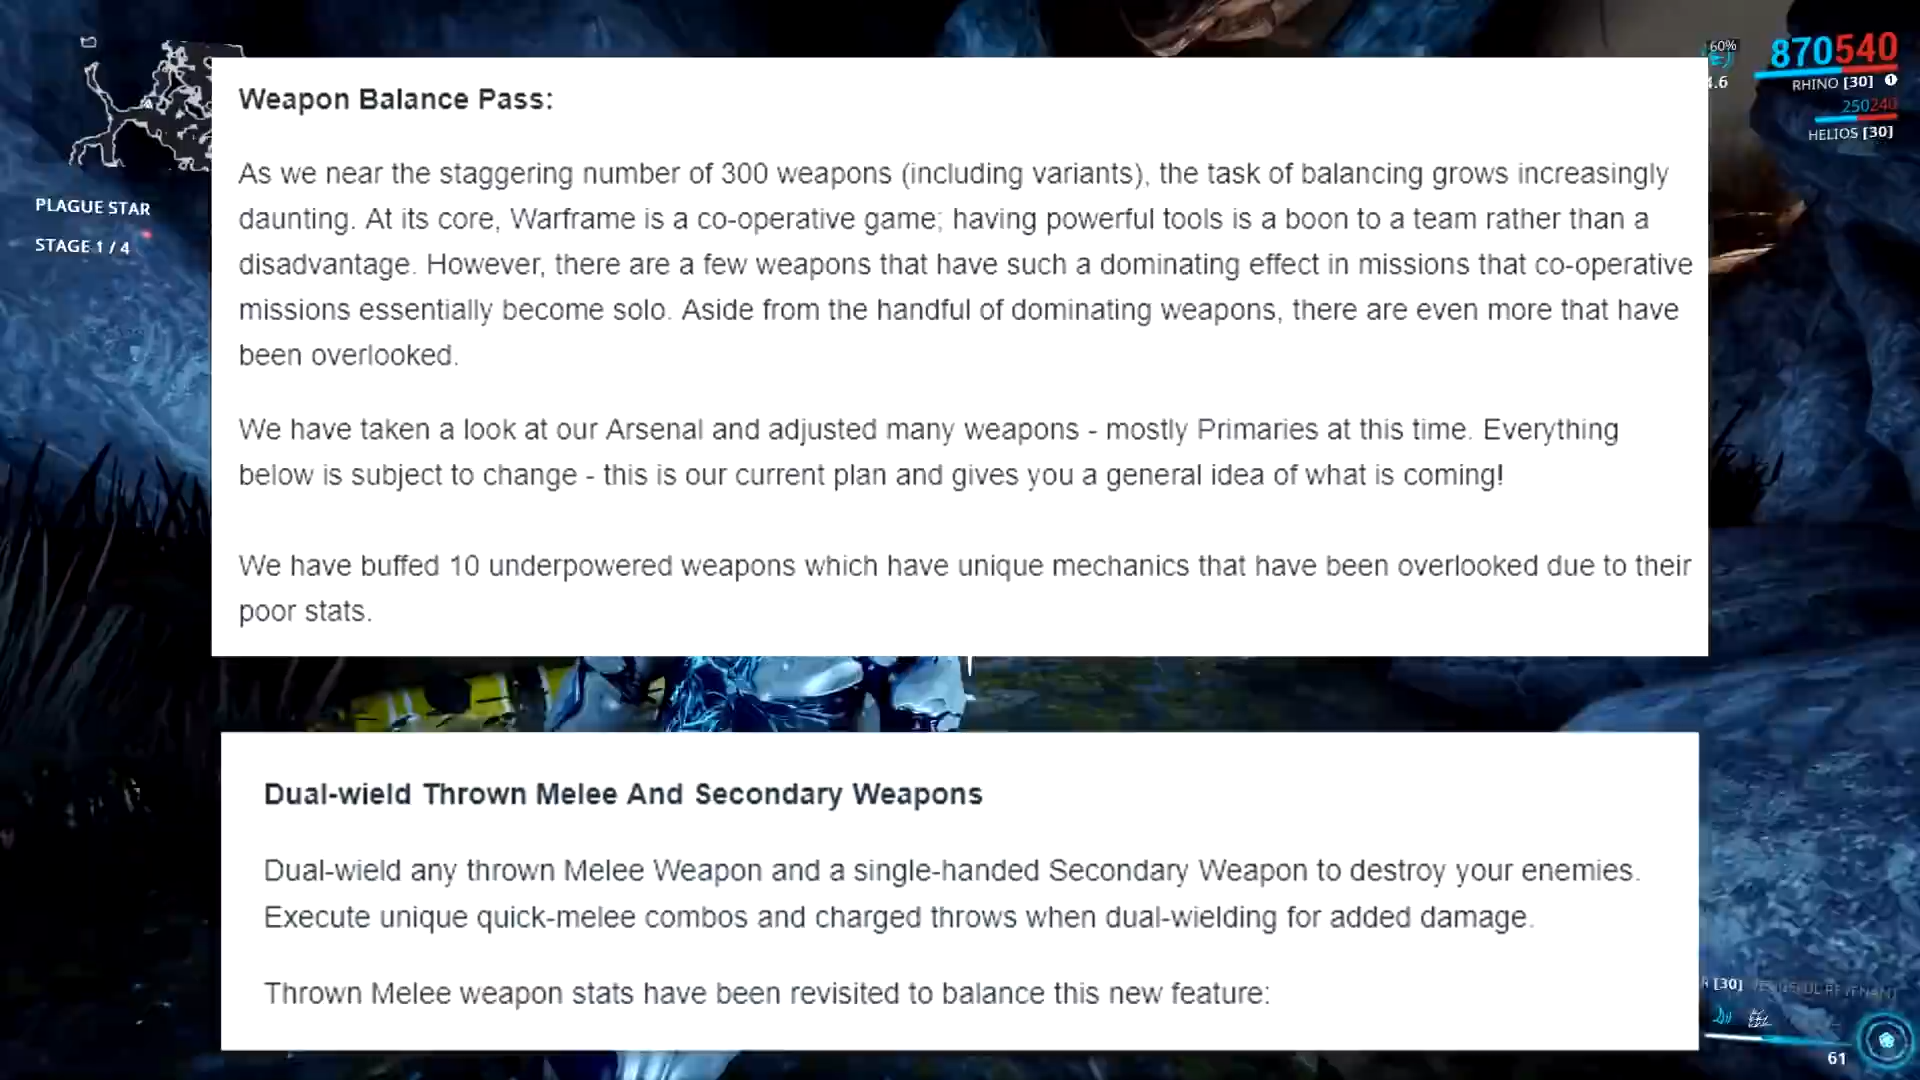 60%
4.6
870540
RHINO [30]
250240
HELIOS [30]
PLAGUE STAR
STAGE 1 / 4
Weapon Balance Pass:
As we near the staggering number of 300 weapons (including variants), the task of balancing grows increasingly
daunting. At its core, Warframe is a co-operative game; having powerful tools is a boon to a team rather than a
disadvantage. However, there are a few weapons that have such a dominating effect in missions that co-operative
missions essentially become solo. Aside from the handful of dominating weapons, there are even more that have
been overlooked.
We have taken a look at our Arsenal and adjusted many weapons - mostly Primaries at this time. Everything
below is subject to change - this is our current plan and gives you a general idea of what is coming!
We have buffed 10 underpowered weapons which have unique mechanics that have been overlooked due to their
poor stats.
Dual-wield Thrown Melee And Secondary Weapons
Dual-wield any thrown Melee Weapon and a single-handed Secondary Weapon to destroy your enemies.
Execute unique quick-melee combos and charged throws when dual-wielding for added damage.
Thrown Melee weapon stats have been revisited to balance this new feature:
R [30]
REVENANT
61